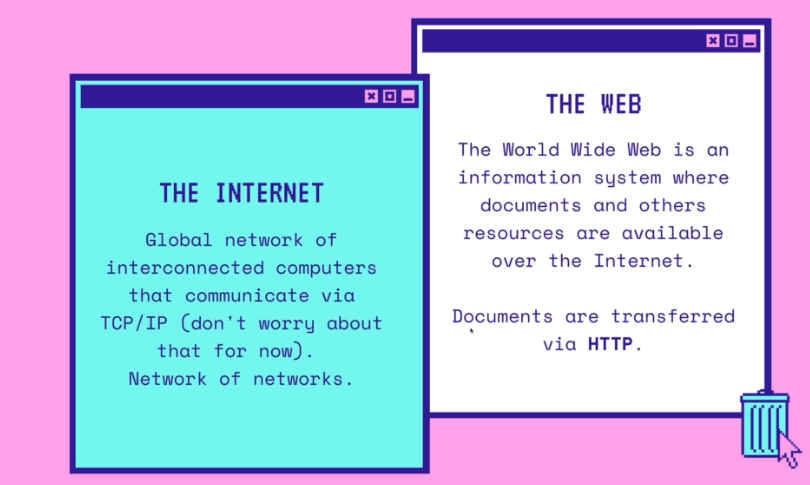 THE INTERNET
Global network of
interconnected computers
that communicate via
TCP/IP (don't worry about
that for now).
Network of networks.
THE WEB
The World Wide Web is an
information system where
documents and others
resources are available
over the Internet.
Documents are transferred
via HTTP.